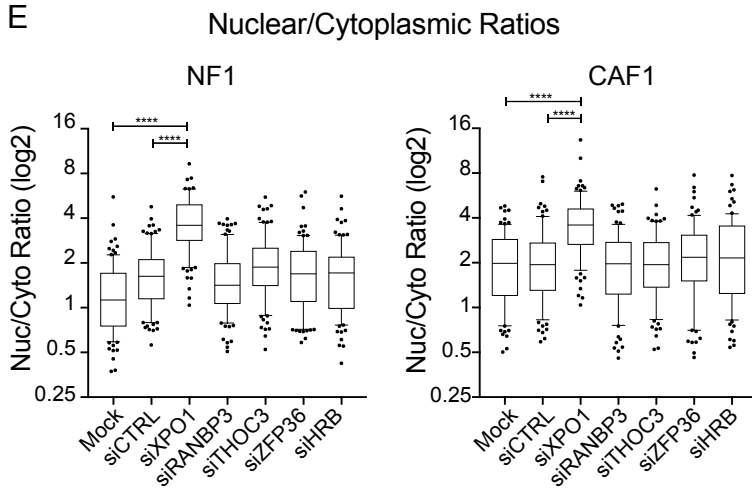 E
Nuclear/Cytoplasmic Ratios
NF1
Nuc/Cyto Ratio (log2)
16
8
4
2
1
0.5
0.25
****
****
Mock
siCTRL
siXPO1
siRANBP3
siTHOC3
siZFP36
siHRB
CAF1
Nuc/Cyto Ratio (log2)
16
8
4
2
1
0.5
0.25
****
****
Mock
siCTRL
siXPO1
siRANBP3
siTHOC3
siZFP36
siHRB